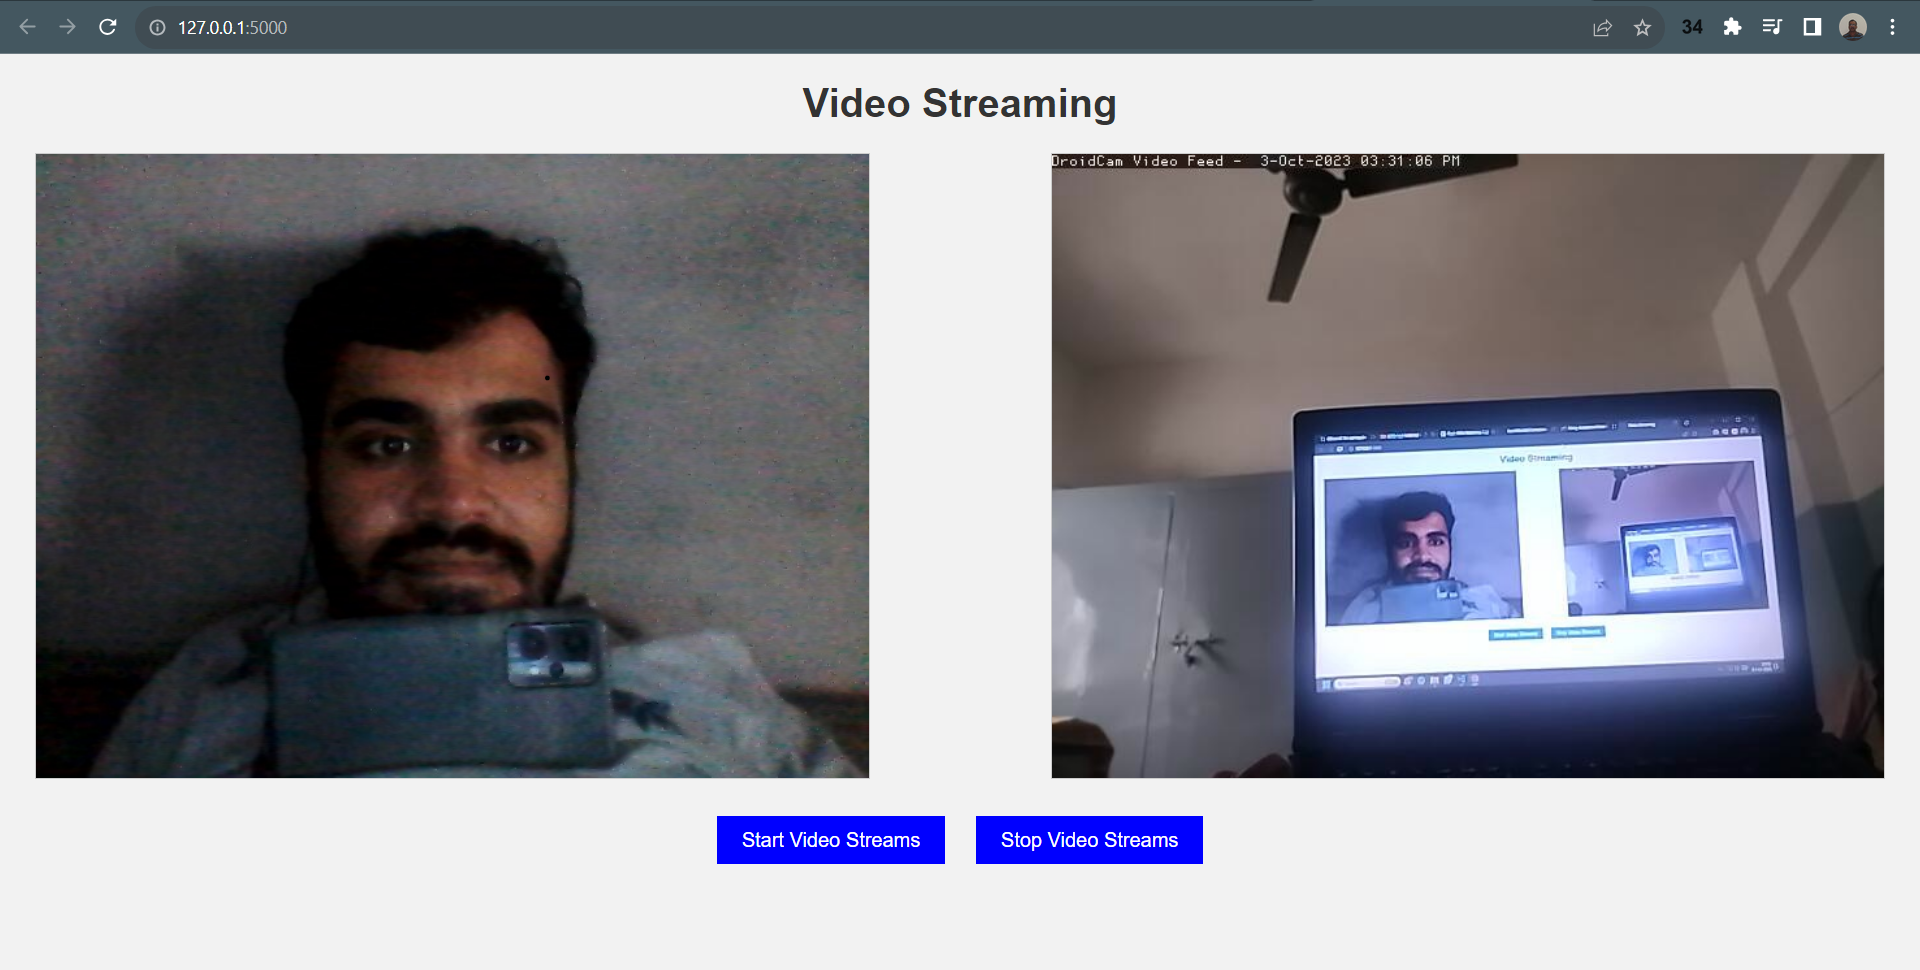 127.0.0.1:5000
34
Video Streaming
DroidCam Video Feed - 3-Oct-2023 03:31:06 PM
Video Streaming
Start Video Streams
Stop Video Streams